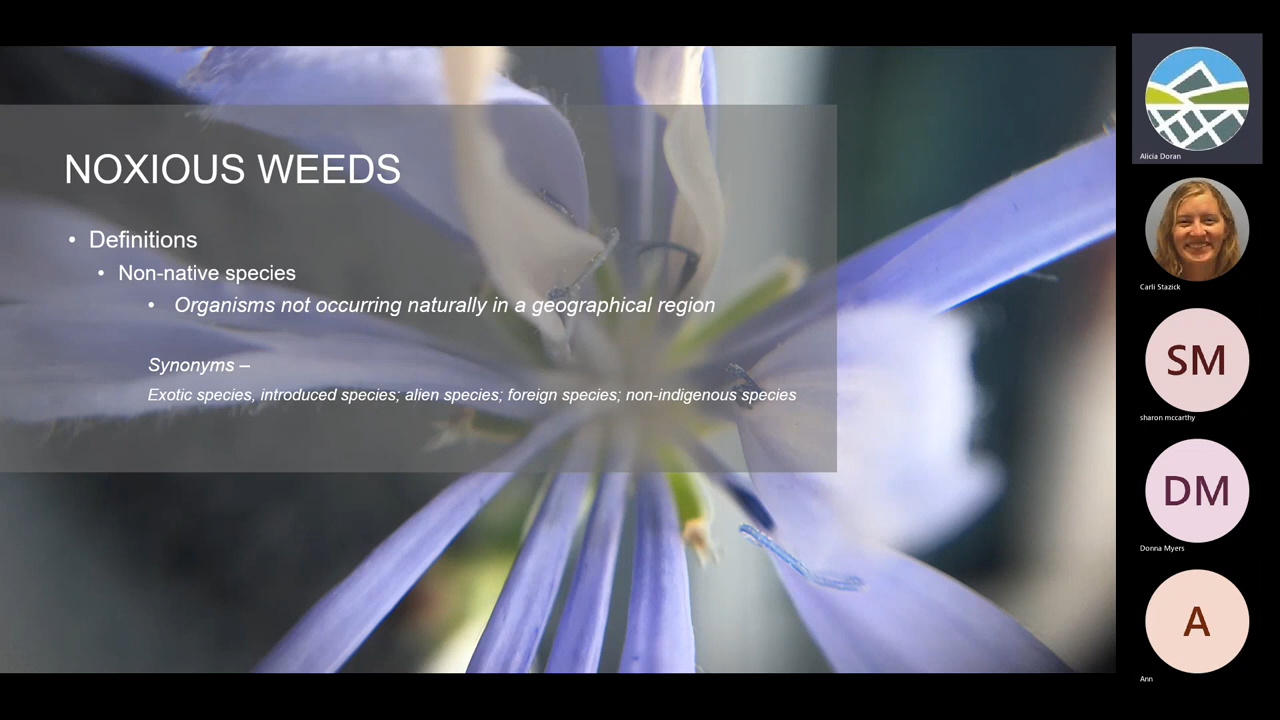 NOXIOUS WEEDS
• Definitions
• Non-native species
• Organisms not occurring naturally in a geographical region
Synonyms –
Exotic species, introduced species; alien species; foreign species; non-indigenous species
Alicia Doran
Carli Stazick
SM
sharon mccarthy
DM
Donna Myers
A
Ann